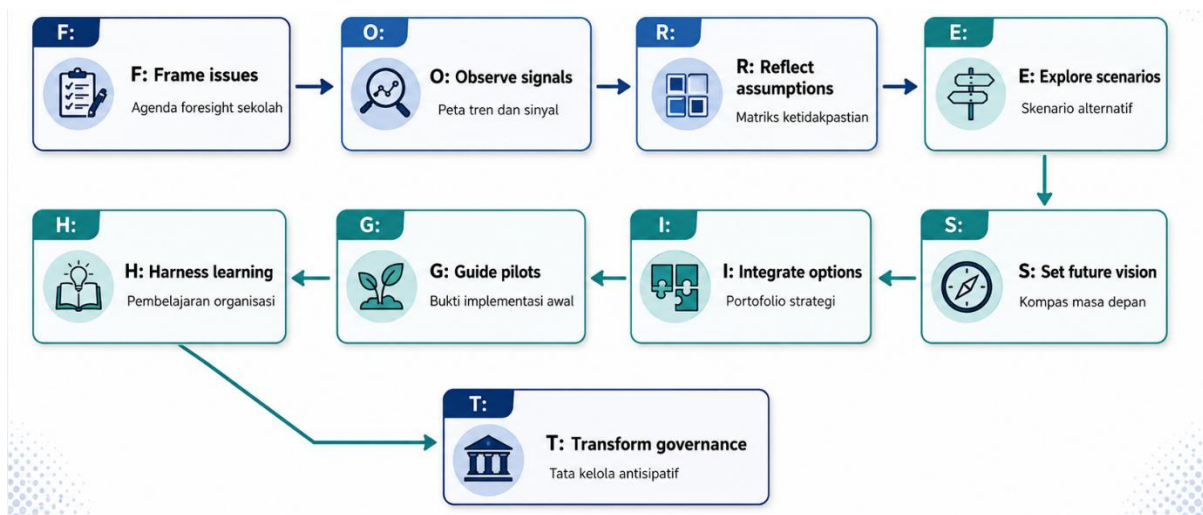 F:
F: Frame issues
Agenda foresight sekolah
O:
O: Observe signals
Peta tren dan sinyal
R:
R: Reflect
assumptions
Matriks ketidakpastian
E:
E: Explore scenarios
Skenario alternatif
S:
S: Set future vision
Kompas masa depan
I:
I: Integrate options
Portofolio strategi
G:
G: Guide pilots
Bukti implementasi awal
H:
H: Harness learning
Pembelajaran organisasi
T:
T: Transform governance
Tata kelola antisipatif